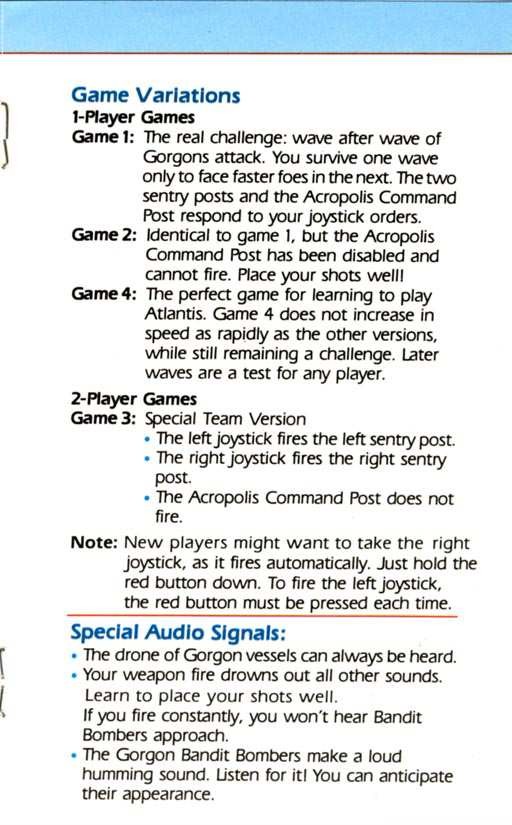 Game Variations
1-Player Games
Game 1: The real challenge: wave after wave of
Gorgons attack. You survive one wave
only to face faster foes in the next. The two
sentry posts and the Acropolis Command
Post respond to your joystick orders.
Game 2: Identical to game 1, but the Acropolis
Command Post has been disabled and
cannot fire. Place your shots well!
Game 4: The perfect game for learning to play
Atlantis. Game 4 does not increase in
speed as rapidly as the other versions,
while still remaining a challenge. Later
waves are a test for any player.
2-Player Games
Game 3: Special Team Version
• The left joystick fires the left sentry post.
• The right joystick fires the right sentry
post.
• The Acropolis Command Post does not
fire.
Note: New players might want to take the right
joystick, as it fires automatically. Just hold the
red button down. To fire the left joystick,
the red button must be pressed each time.
Special Audio Signals:
• The drone of Gorgon vessels can always be heard.
• Your weapon fire drowns out all other sounds.
Learn to place your shots well.
If you fire constantly, you won't hear Bandit
Bombers approach.
• The Gorgon Bandit Bombers make a loud
humming sound. Listen for it! You can anticipate
their appearance.